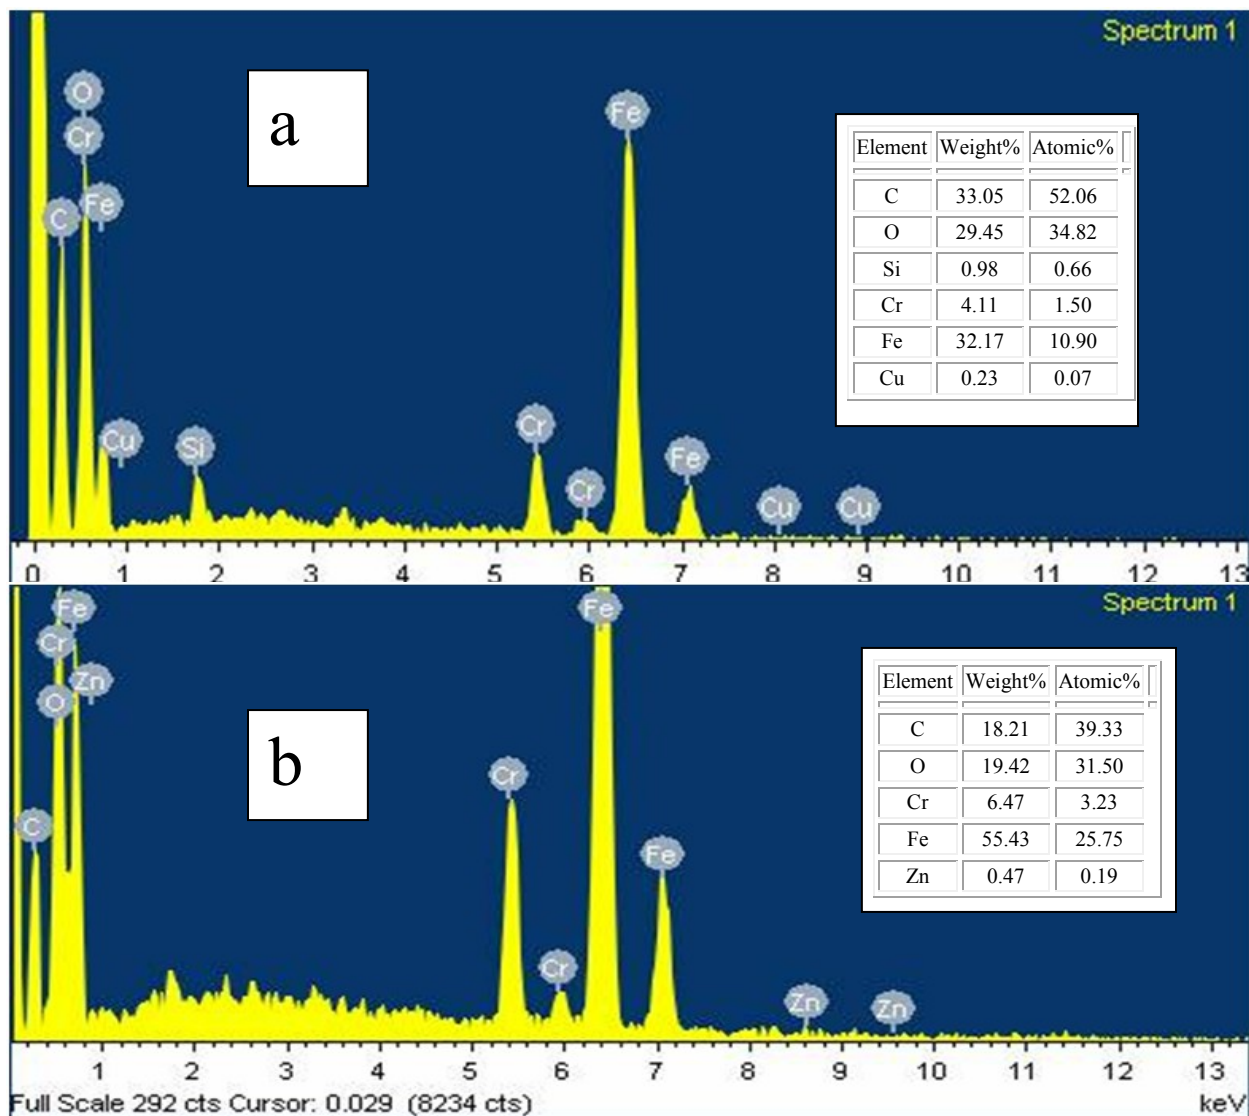 Spectrum 1
a
O
Cr
Fe
C
Fe
Cu
Si
Cr
Cr
Fe
Cu
Cu
Element Weight% Atomic%
C 33.05 52.06
O 29.45 34.82
Si 0.98 0.66
Cr 4.11 1.50
Fe 32.17 10.90
Cu 0.23 0.07
0 1 2 3 4 5 6 7 8 9 10 11 12 13
Spectrum 1
b
Fe
Cr
Zn
O
C
Fe
Cr
Fe
Cr
Zn
Zn
Element Weight% Atomic%
C 18.21 39.33
O 19.42 31.50
Cr 6.47 3.23
Fe 55.43 25.75
Zn 0.47 0.19
1 2 3 4 5 6 7 8 9 10 11 12 13
Full Scale 292 cts Cursor: 0.029 (8234 cts) keV